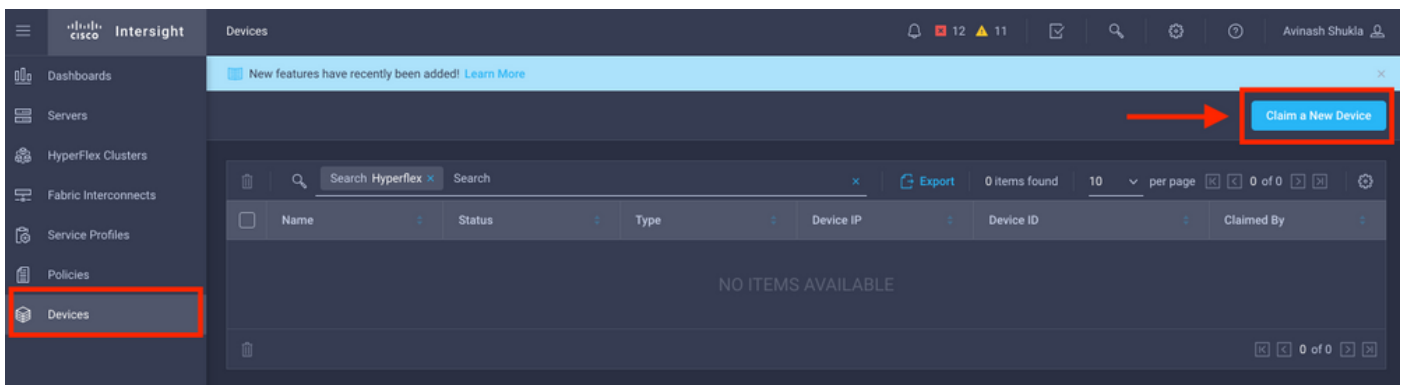 cisco Intersight
Devices
12
11
Avinash Shukla
Dashboards
Servers
HyperFlex Clusters
Fabric Interconnects
Service Profiles
Policies
Devices
New features have recently been added! Learn More
Claim a New Device
Search Hyperflex × Search
Export
0 items found
10 per page
0 of 0
Name Status Type Device IP Device ID Claimed By
NO ITEMS AVAILABLE
0 of 0